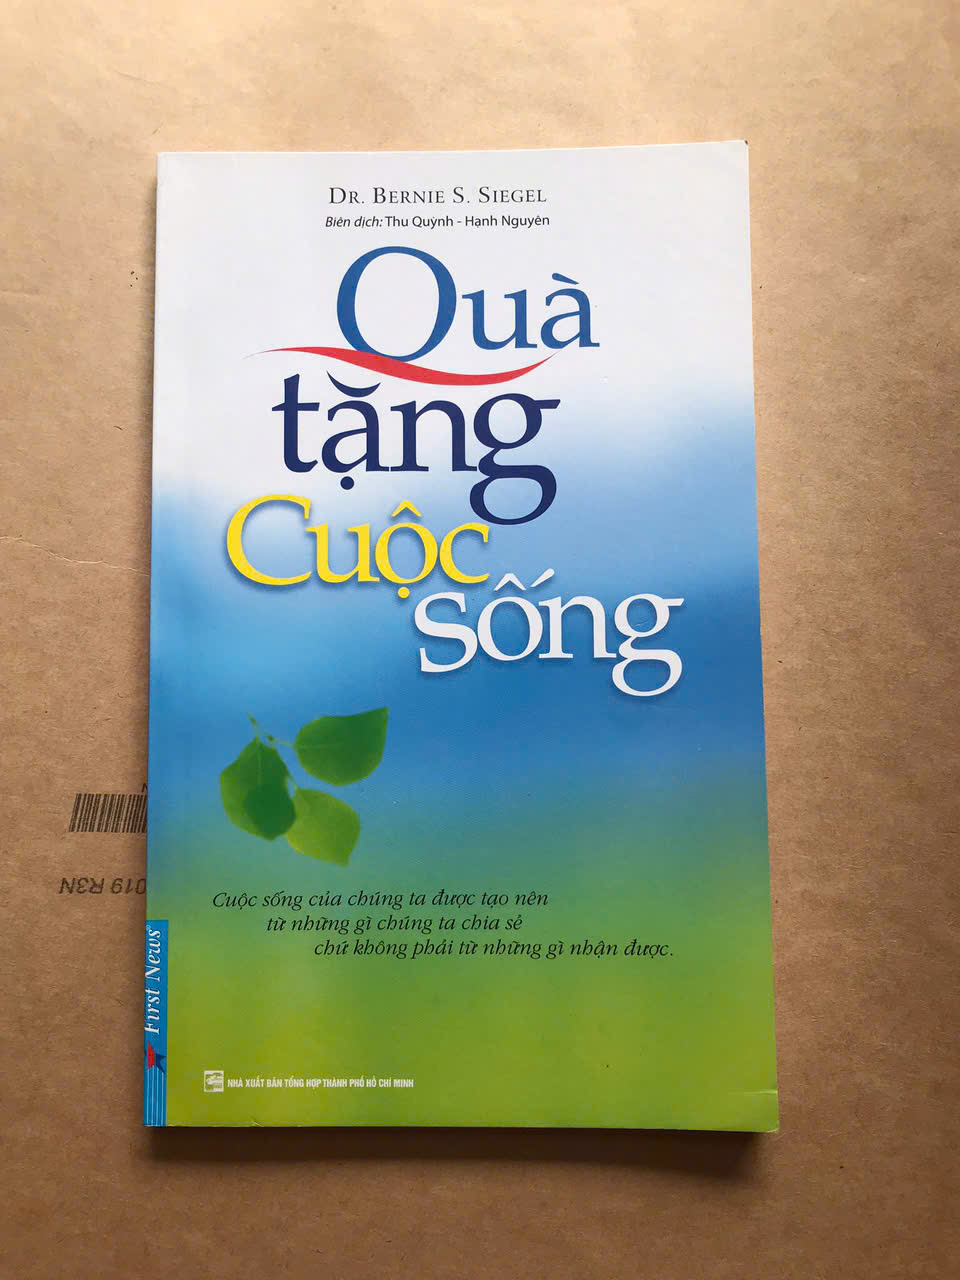 DR. BERNIE S. SIEGEL
Biên dịch: Thu Quỳnh - Hạnh Nguyên
Quà
tặng
Cuộc
sống
Cuộc sống của chúng ta được tạo nên
từ những gì chúng ta chia sẻ
chứ không phải từ những gì nhận được.
First News
NHÀ XUẤT BẢN TỔNG HỢP THÀNH PHỐ HỒ CHÍ MINH
019 R3N